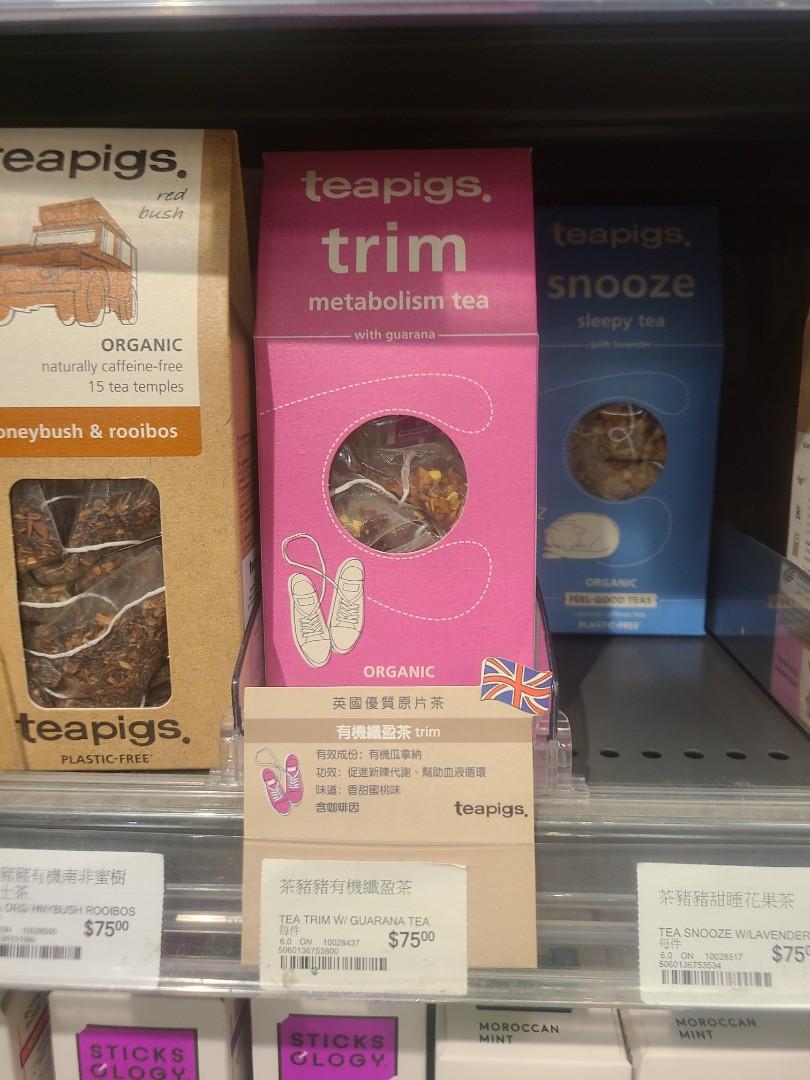 teapigs.
red
bush
ORGANIC
naturally caffeine-free
15 tea temples
oneybush & rooibos
teapigs.
PLASTIC-FREE
teapigs.
trim
metabolism tea
with guarana
ORGANIC
teapigs.
snooze
sleepy tea
with lavender
ORGANIC
FEEL-GOOD TEAS
PLASTIC-FREE
英國優質原片茶
有機纖盈茶 trim
有效成份：有機瓜拿納
功效：促進新陳代謝、幫助血液循環
味道：香甜蜜桃味
含咖啡因
teapigs.
豬豬有機南非蜜樹
士茶
ORG HNYBUSH ROOIBOS
$75⁰⁰
茶豬豬有機纖盈茶
TEA TRIM W/ GUARANA TEA
每件
6.0 ON 10028437
5060136753800
$75⁰⁰
茶豬豬甜睡花果茶
TEA SNOOZE W/LAVENDER
每件
6.0 ON 10028517
5060136753534
$75
STICKS
OLOGY.
STICKS
OLOGY.
MOROCCAN
MINT
MOROCCAN
MINT